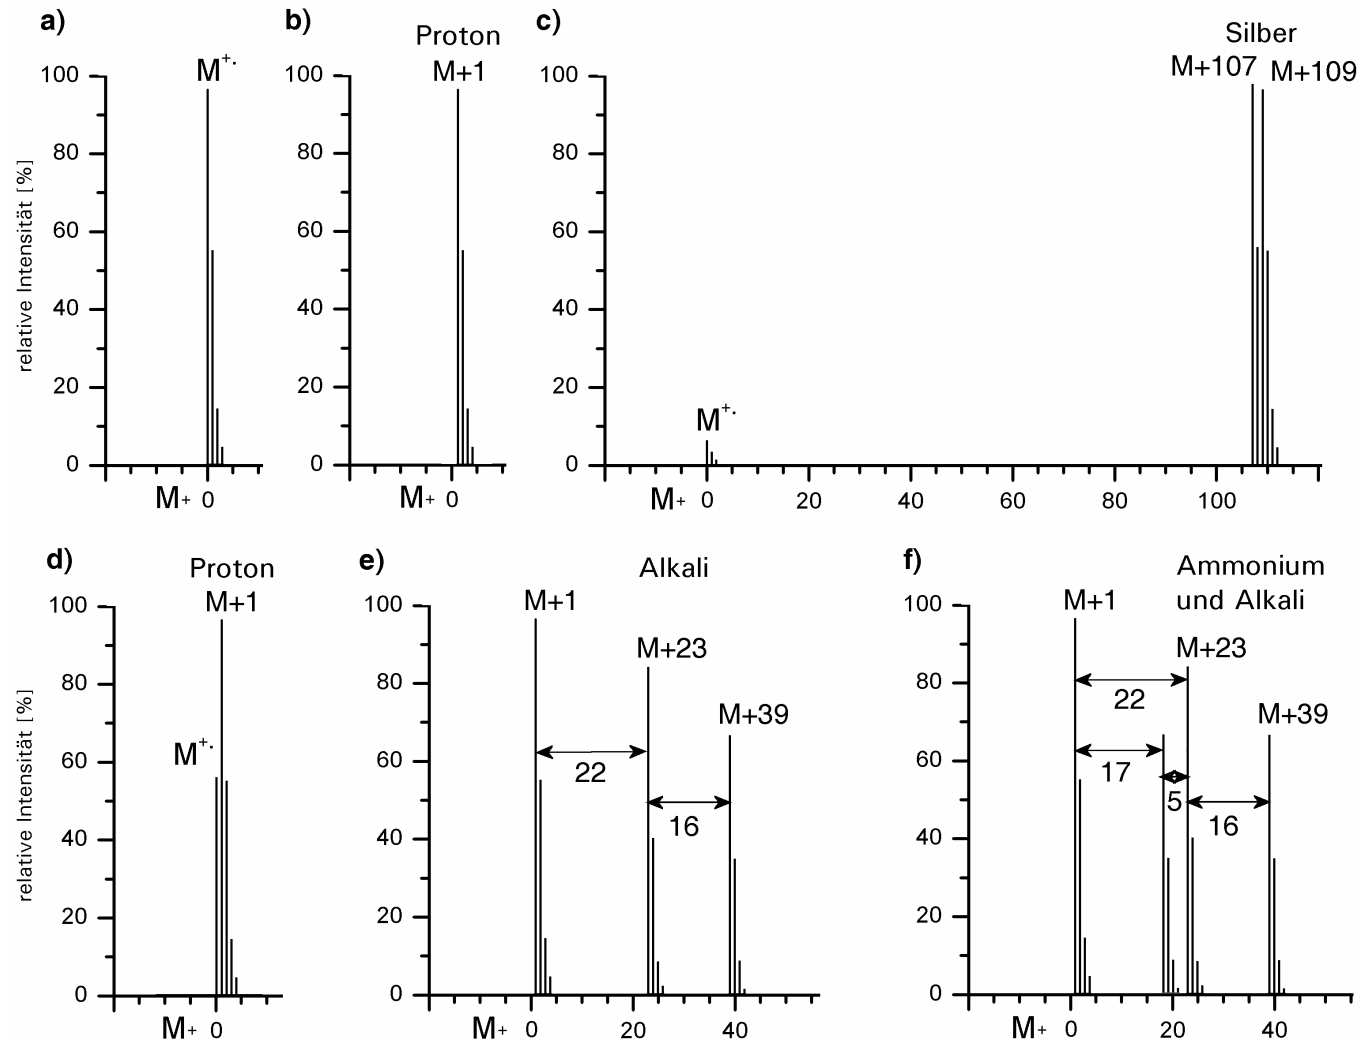 a)
M+·
100
80
60
40
20
0
M+ 0
relative Intensität [%]
b)
Proton
M+1
100
80
60
40
20
0
M+ 0
c)
Silber
M+107 M+109
100
80
60
40
20
0
M+·
M+ 0 20 40 60 80 100
d)
Proton
M+1
100
80
M+·
60
40
20
0
M+ 0
relative Intensität [%]
e)
Alkali
M+1
100
M+23
80
M+39
60
22
16
40
20
0
M+ 0 20 40
f)
Ammonium
und Alkali
M+1
100
M+23
80
22
M+39
60
17
5
16
40
20
0
M+ 0 20 40